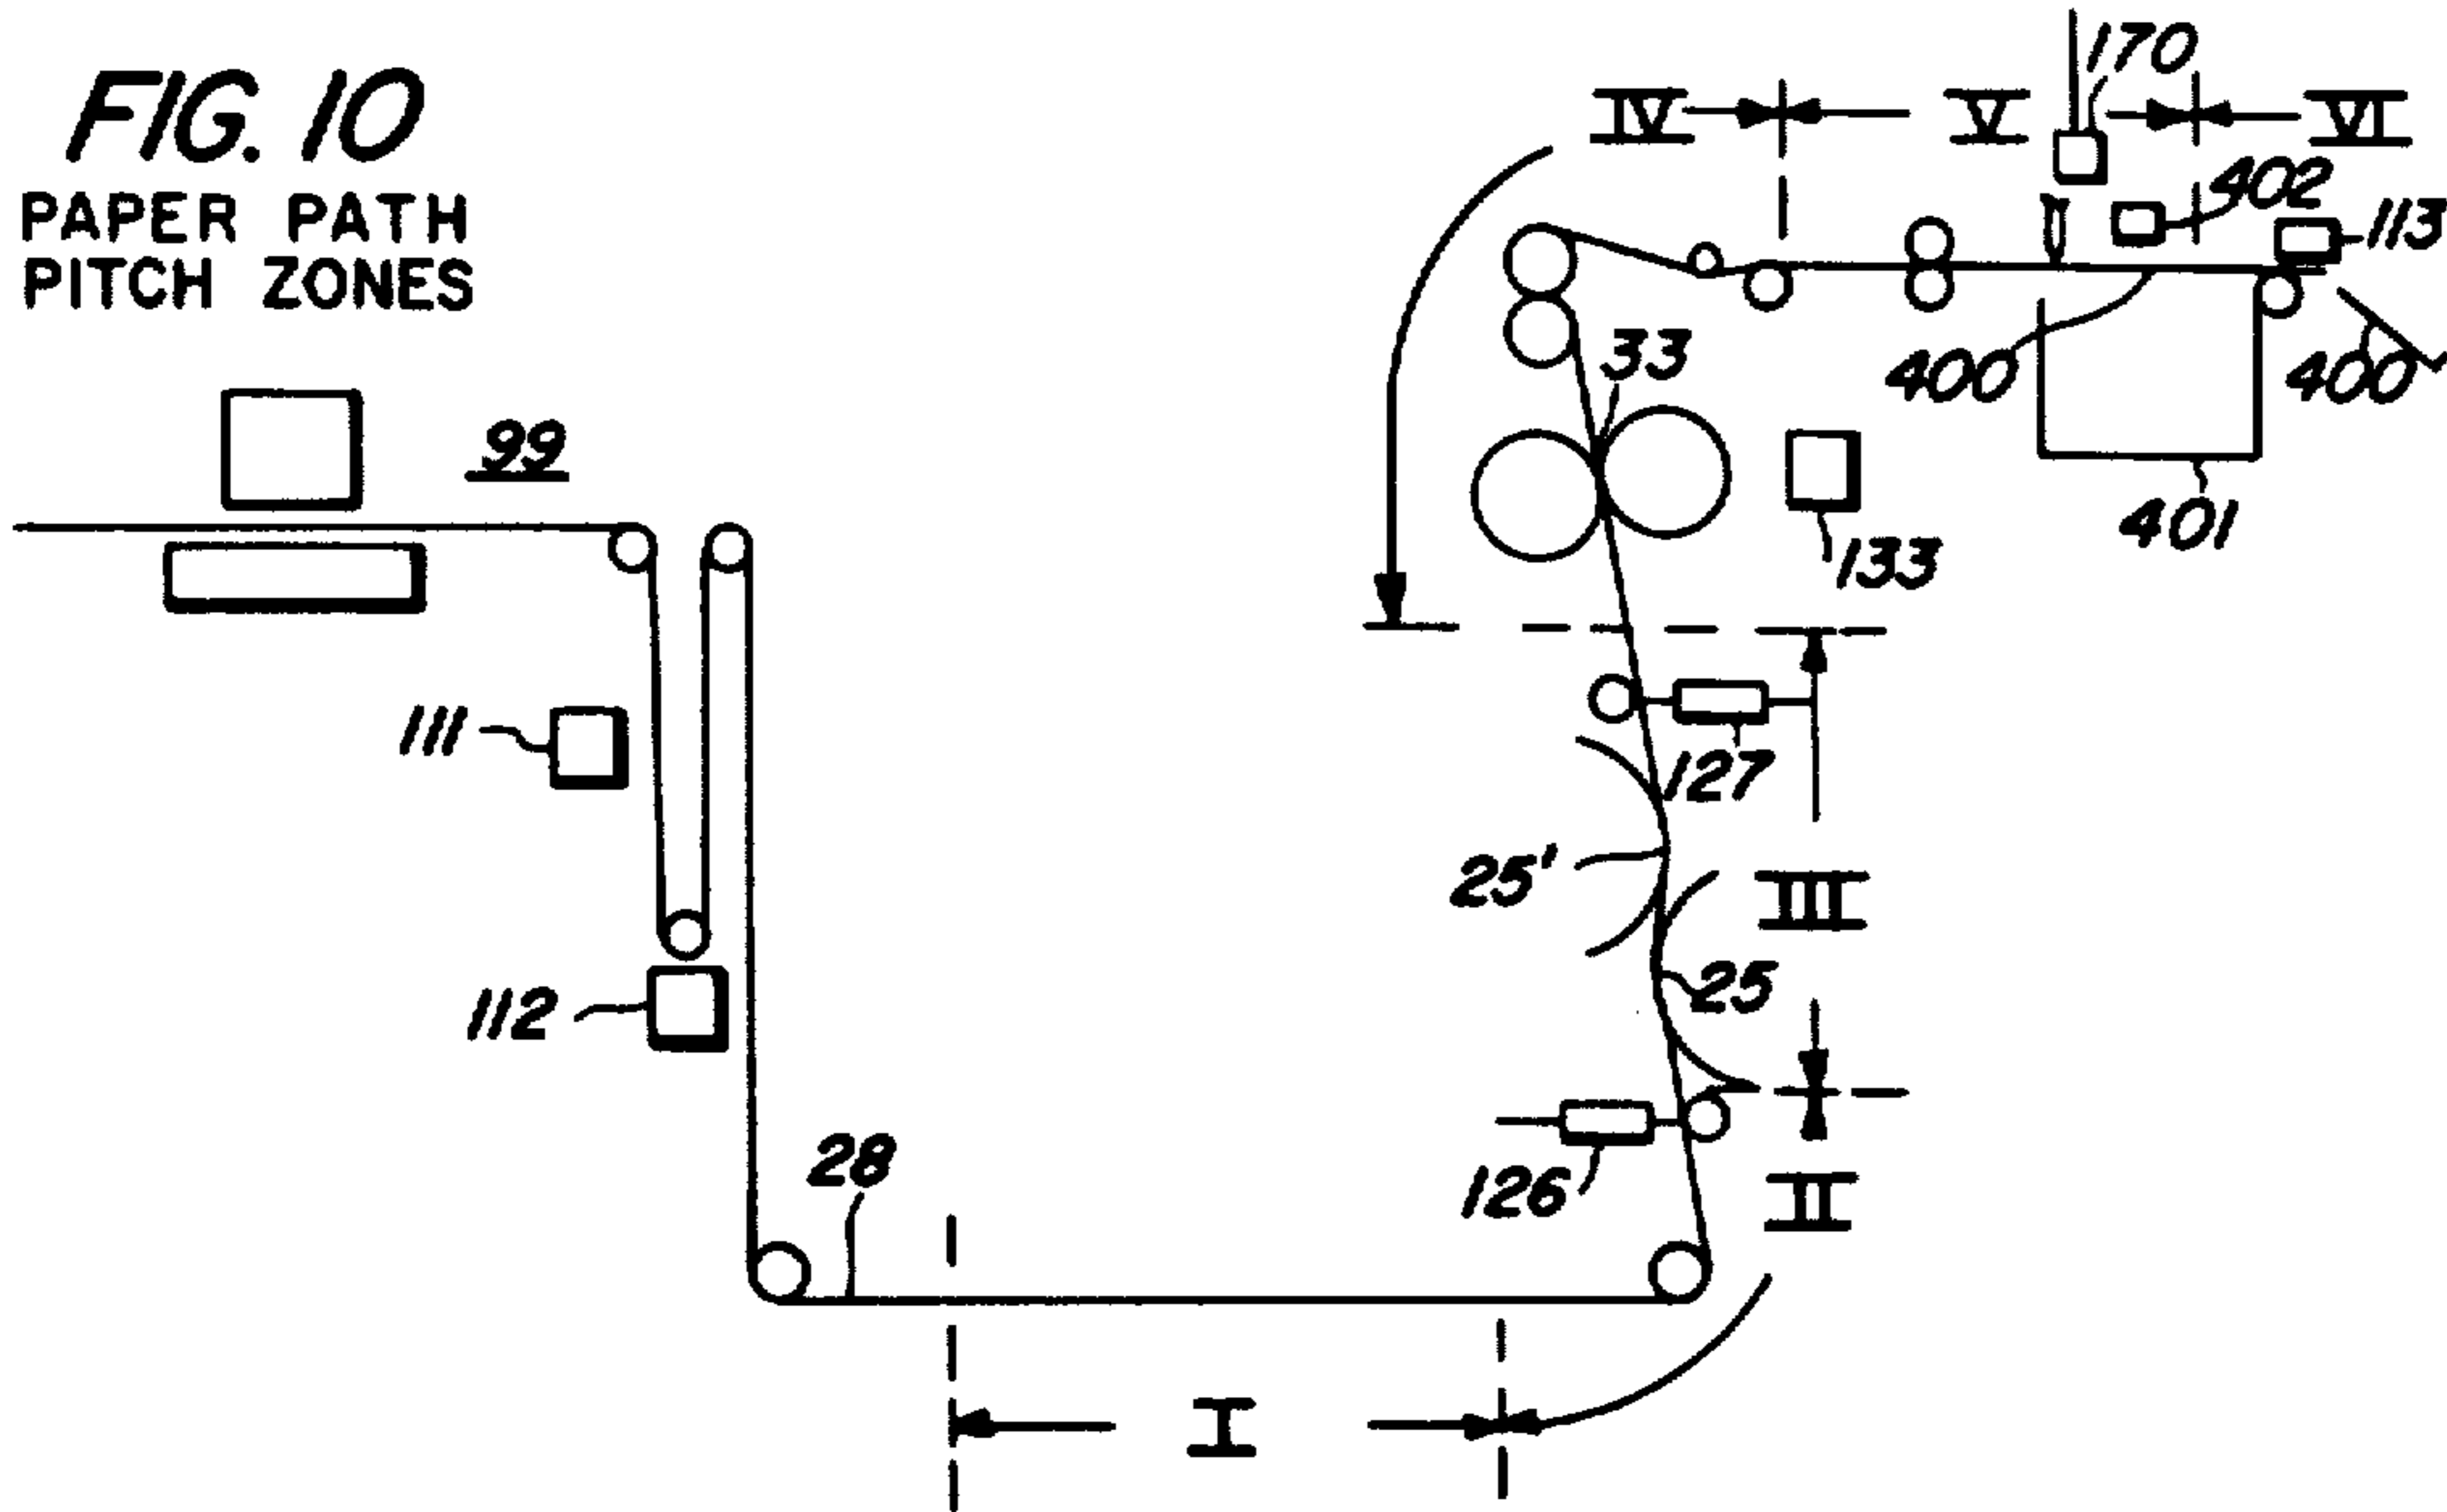 FIG. 10
PAPER PATH
PITCH ZONES
170
IV
V
VI
402
113
33
400
400'
99
401
133
111
127
25'
III
25
112
28
126
II
I